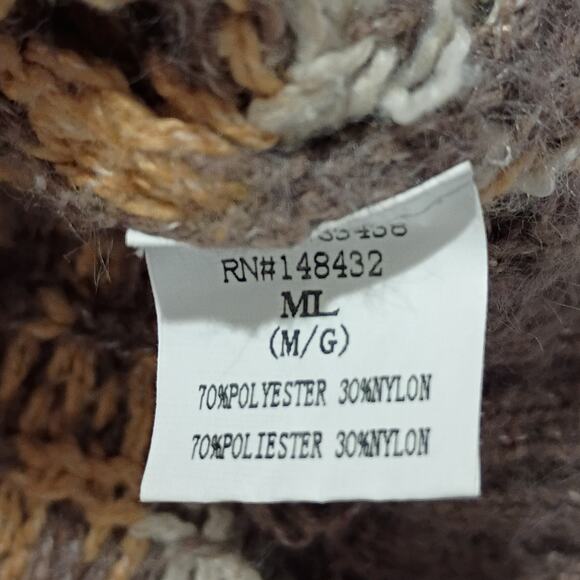 RN#148432
ML
(M/G)
70%POLYESTER 30%NYLON
70%POLIESTER 30%NYLON